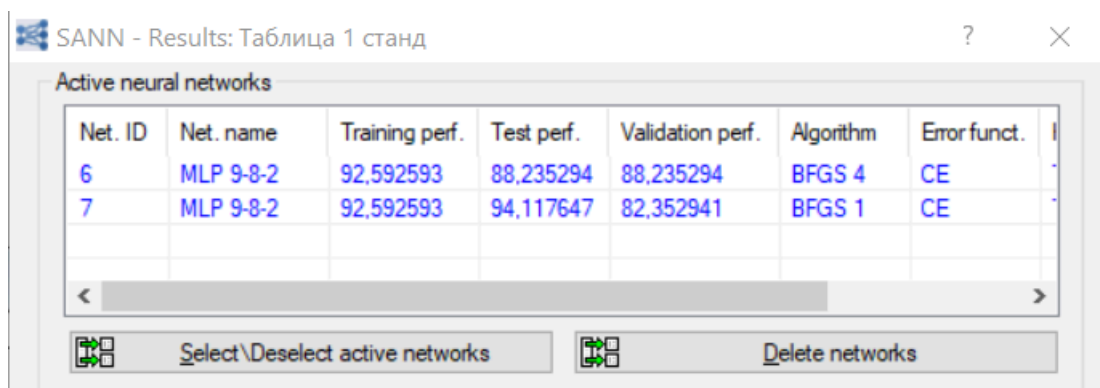 SANN - Results: Таблица 1 станд ? ×
Active neural networks
Net. ID Net. name Training perf. Test perf. Validation perf. Algorithm Error funct.
6 MLP 9-8-2 92,592593 88,235294 88,235294 BFGS 4 CE
7 MLP 9-8-2 92,592593 94,117647 82,352941 BFGS 1 CE
Select\Deselect active networks Delete networks